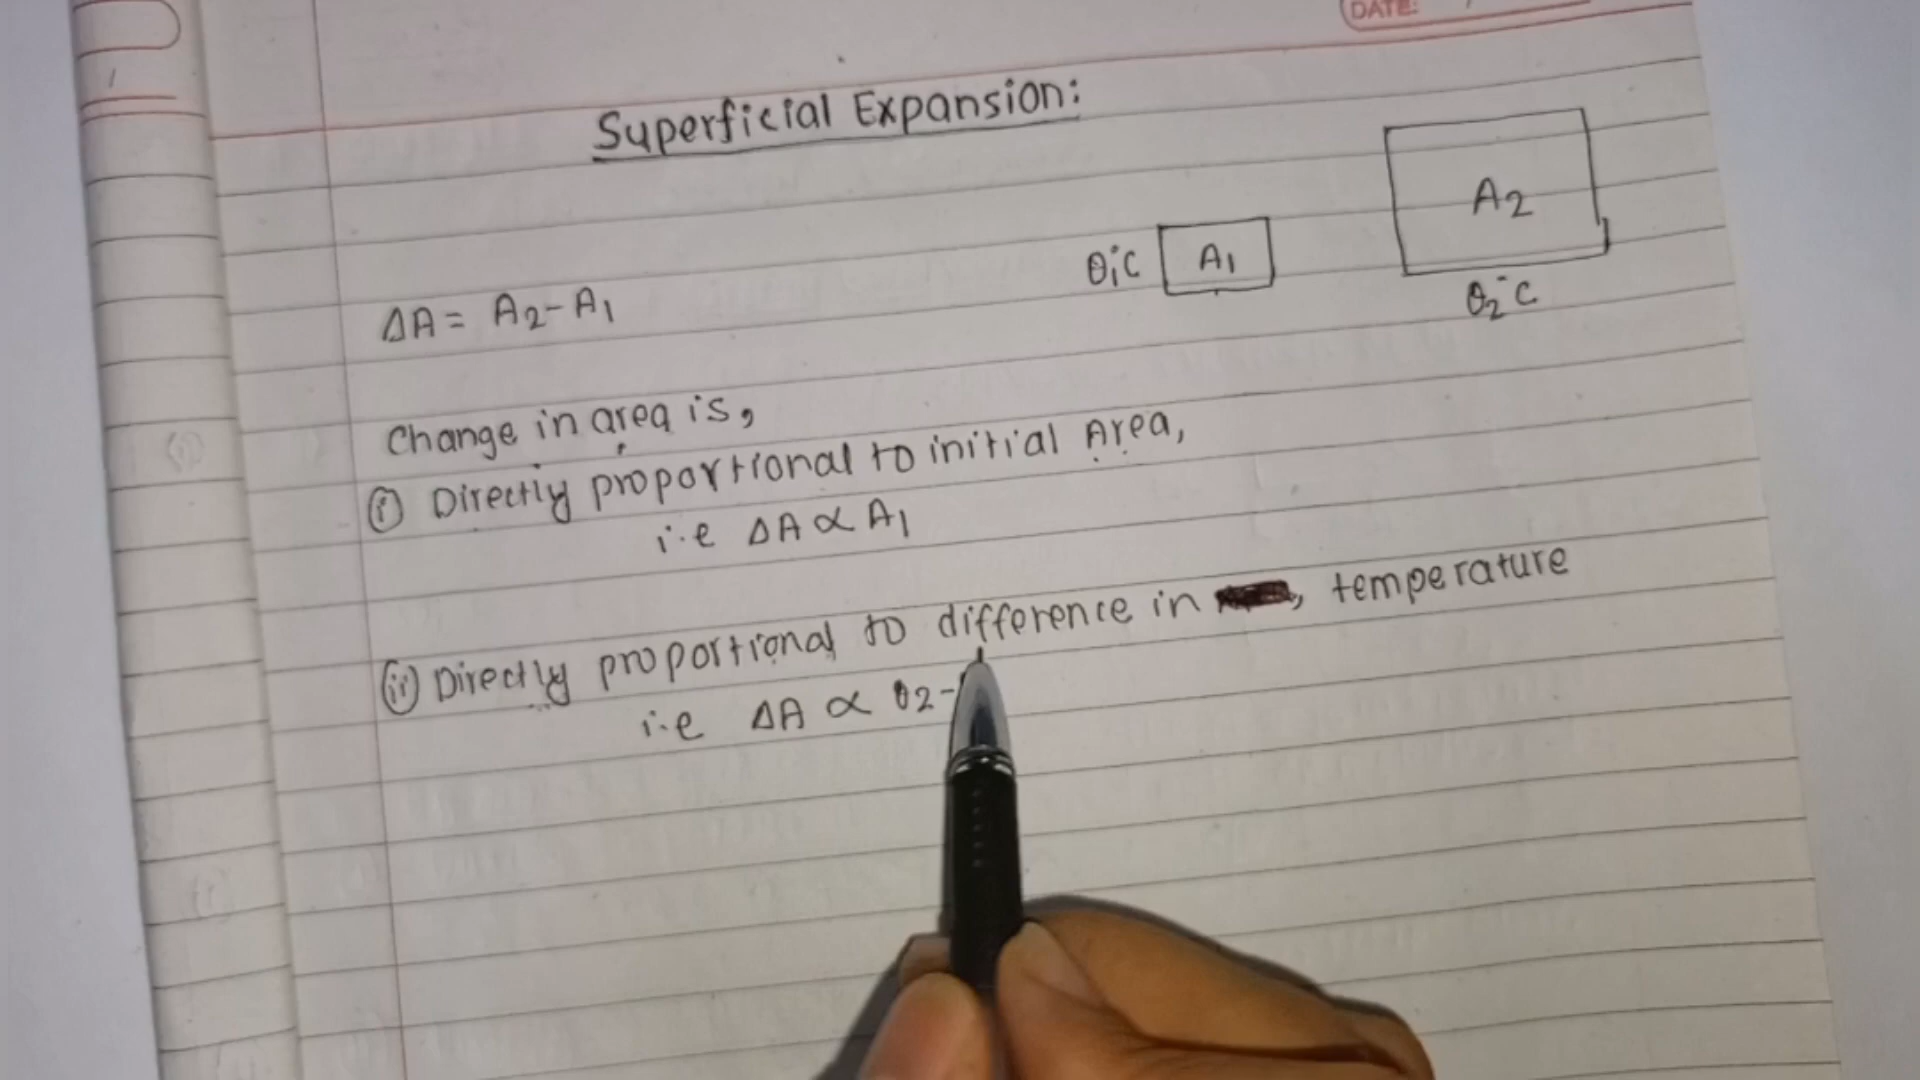 DATE:
Superficial Expansion:
A2
θ1°C A1
θ2°C
ΔA = A2-A1
Change in area is,
(i) Directly proportional to initial Area,
i.e ΔA ∝ A1
(ii) Directly proportional to difference in , temperature
i.e ΔA ∝ θ2-